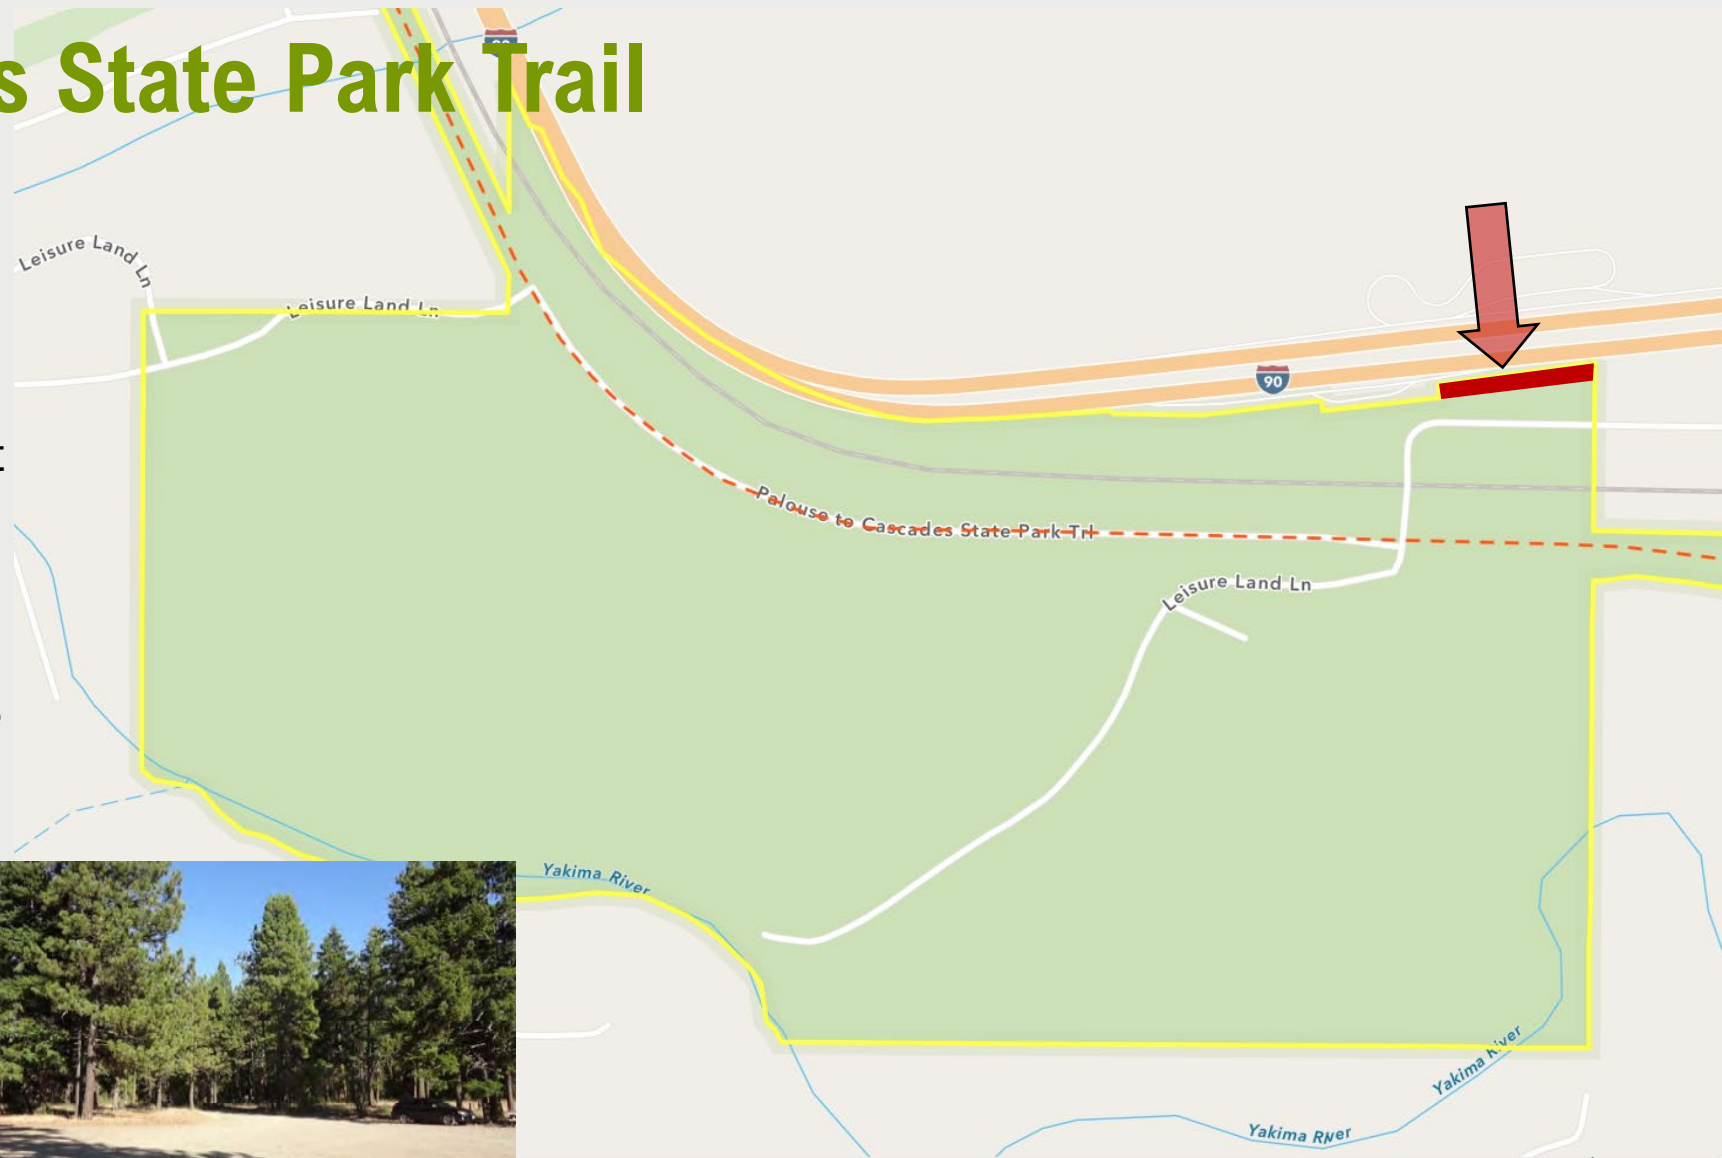 s State Park Trail
Leisure Land Ln
Leisure Land Ln
90
Palouse to Cascades State Park Trl
Leisure Land Ln
Yakima River
Yakima River
Yakima River